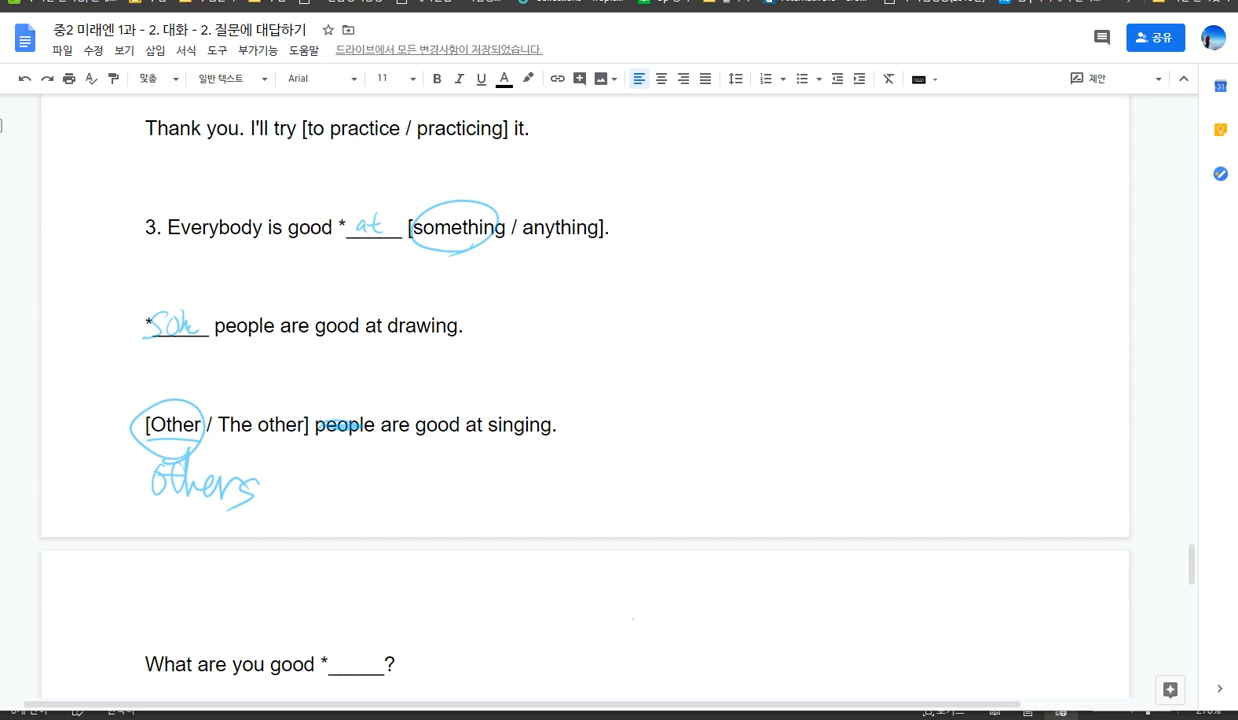 중2 미래엔 1과 - 2. 대화 - 2. 질문에 대답하기
공유
파일 수정 보기 삽입 서식 도구 부가기능 도움말 드라이브에서 모든 변경사항이 저장되었습니다.
맞춤 일반 텍스트 Arial 11 B I U A 제안
Thank you. I'll try [to practice / practicing] it.
3. Everybody is good *_at_ [something / anything].
*_____ people are good at drawing.
[Other / The other] people are good at singing.
others
What are you good *_____?